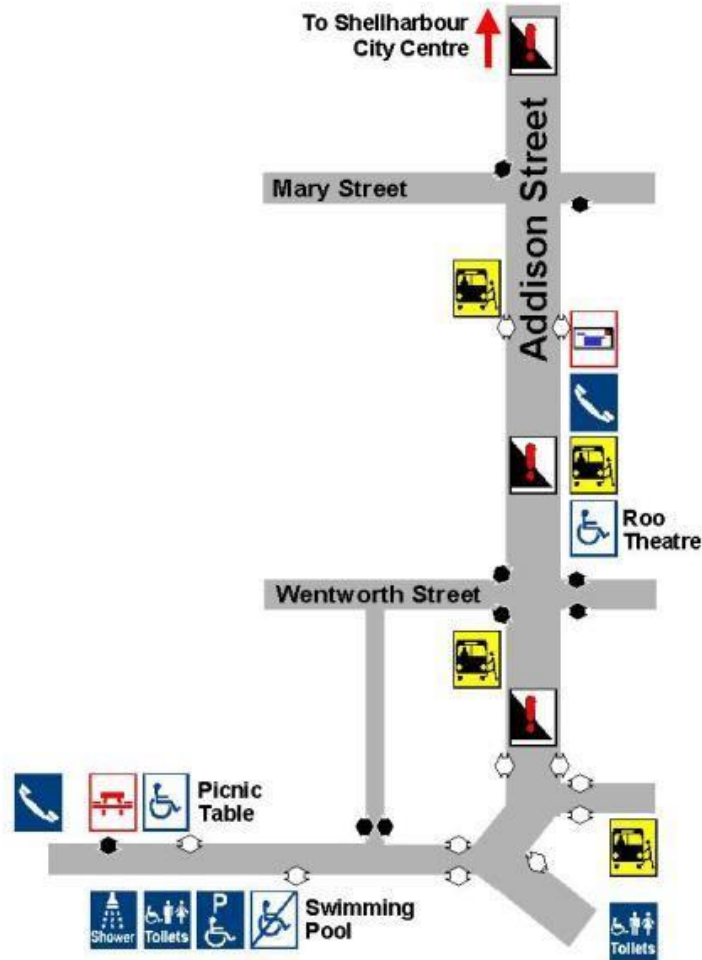 To Shellharbour
City Centre
Addison Street
Mary Street
Roo
Theatre
Wentworth Street
Picnic
Table
P
Swimming
Pool
Shower
Toilets
Toilets